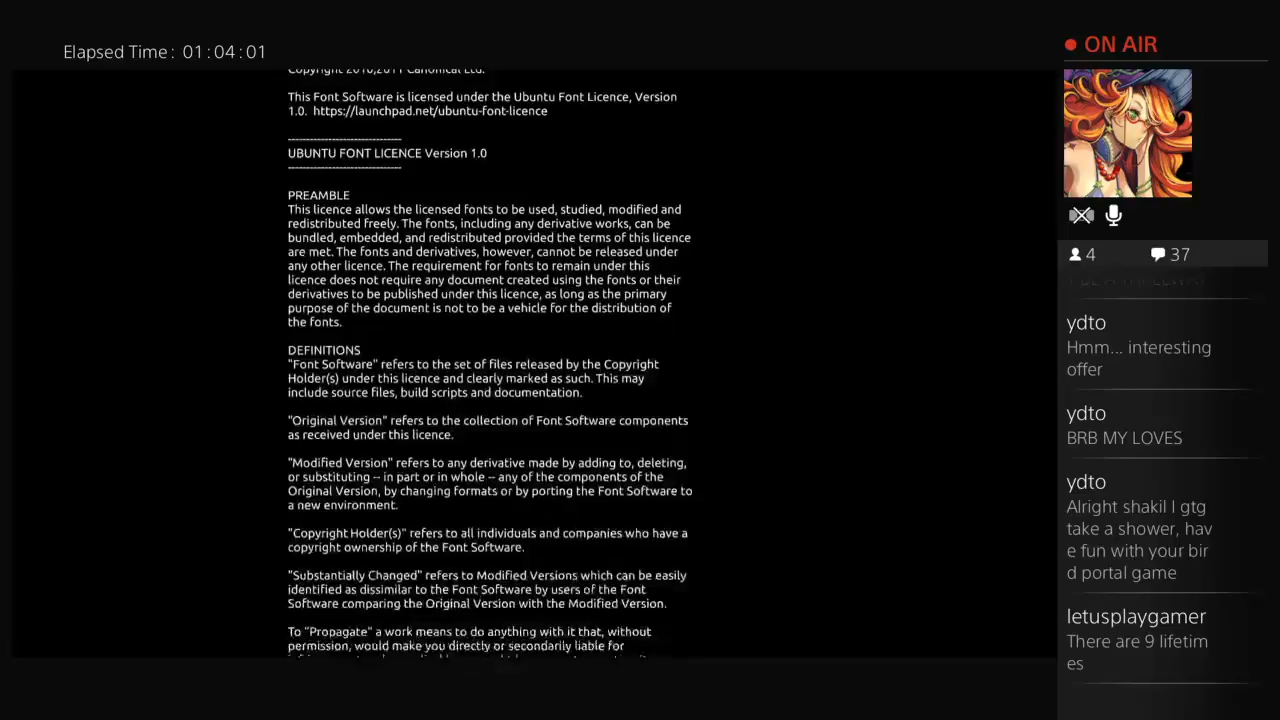 Elapsed Time: 01:04:01
Copyright 2010,2011 Canonical Ltd.
This Font Software is licensed under the Ubuntu Font Licence, Version
1.0. https://launchpad.net/ubuntu-font-licence
-----------------------------
UBUNTU FONT LICENCE Version 1.0
-----------------------------
PREAMBLE
This licence allows the licensed fonts to be used, studied, modified and
redistributed freely. The fonts, including any derivative works, can be
bundled, embedded, and redistributed provided the terms of this licence
are met. The fonts and derivatives, however, cannot be released under
any other licence. The requirement for fonts to remain under this
licence does not require any document created using the fonts or their
derivatives to be published under this licence, as long as the primary
purpose of the document is not to be a vehicle for the distribution of
the fonts.
DEFINITIONS
"Font Software" refers to the set of files released by the Copyright
Holder(s) under this licence and clearly marked as such. This may
include source files, build scripts and documentation.
"Original Version" refers to the collection of Font Software components
as received under this licence.
"Modified Version" refers to any derivative made by adding to, deleting,
or substituting -- in part or in whole -- any of the components of the
Original Version, by changing formats or by porting the Font Software to
a new environment.
"Copyright Holder(s)" refers to all individuals and companies who have a
copyright ownership of the Font Software.
"Substantially Changed" refers to Modified Versions which can be easily
identified as dissimilar to the Font Software by users of the Font
Software comparing the Original Version with the Modified Version.
To "Propagate" a work means to do anything with it that, without
permission, would make you directly or secondarily liable for
ON AIR
4
37
ydto
Hmm... interesting
offer
ydto
BRB MY LOVES
ydto
Alright shakil I gtg
take a shower, hav
e fun with your bir
d portal game
letusplaygamer
There are 9 lifetim
es